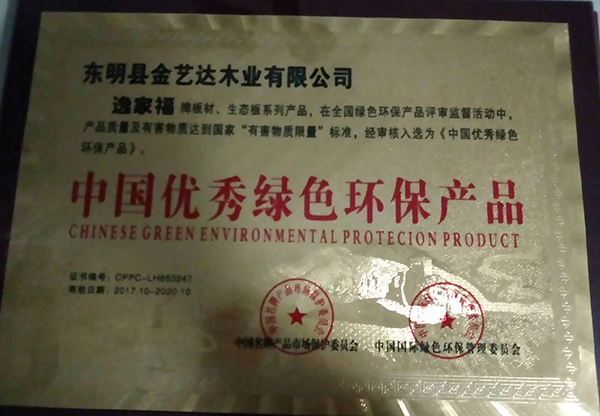 东明县金艺达木业有限公司
逸家福 牌板材、生态板系列产品，在全国绿色环保产品评审监督活动中，
产品质量及有害物质达到国家“有害物质限量”标准，经审核入选为《中国优秀绿色
环保产品》。
中国优秀绿色环保产品
CHINESE GREEN ENVIRONMENTAL PROTECION PRODUCT
证书编号：CPPC-LH653247
有效日期：2017.10-2020.10
中国名牌产品市场保护委员会
中国国际绿色环保管理委员会